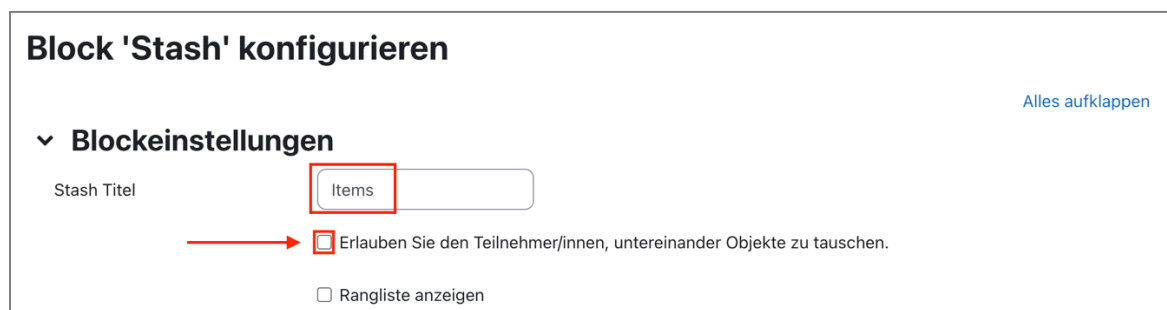 Block 'Stash' konfigurieren
Alles aufklappen
Blockeinstellungen
Stash Titel
Items
Erlauben Sie den Teilnehmer/innen, untereinander Objekte zu tauschen.
Rangliste anzeigen